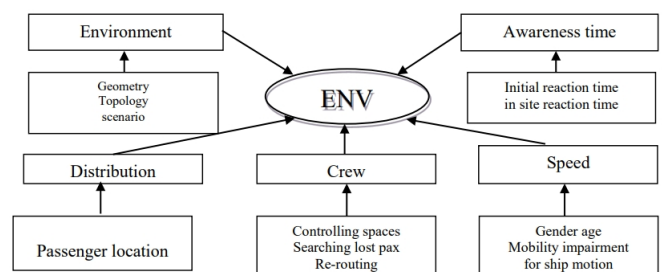 Environment
Awareness time
Geometry
Topology
scenario
ENV
Initial reaction time
in site reaction time
Distribution
Crew
Speed
Passenger location
Controlling spaces
Searching lost pax
Re-routing
Gender age
Mobility impairment
for ship motion